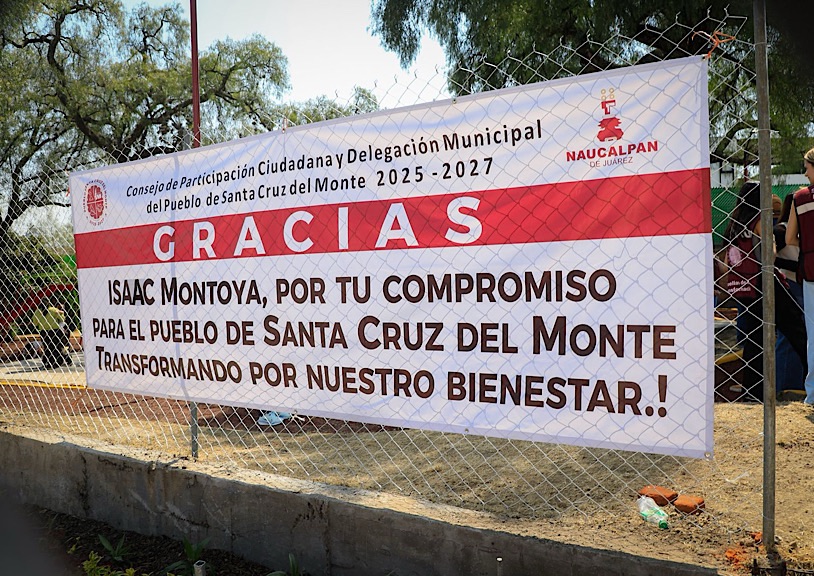 Consejo de Participación Ciudadana y Delegación Municipal
del Pueblo de Santa Cruz del Monte 2025 - 2027
NAUCALPAN
DE JUÁREZ
GRACIAS
ISAAC MONTOYA, POR TU COMPROMISO
PARA EL PUEBLO DE SANTA CRUZ DEL MONTE
TRANSFORMANDO POR NUESTRO BIENESTAR.!